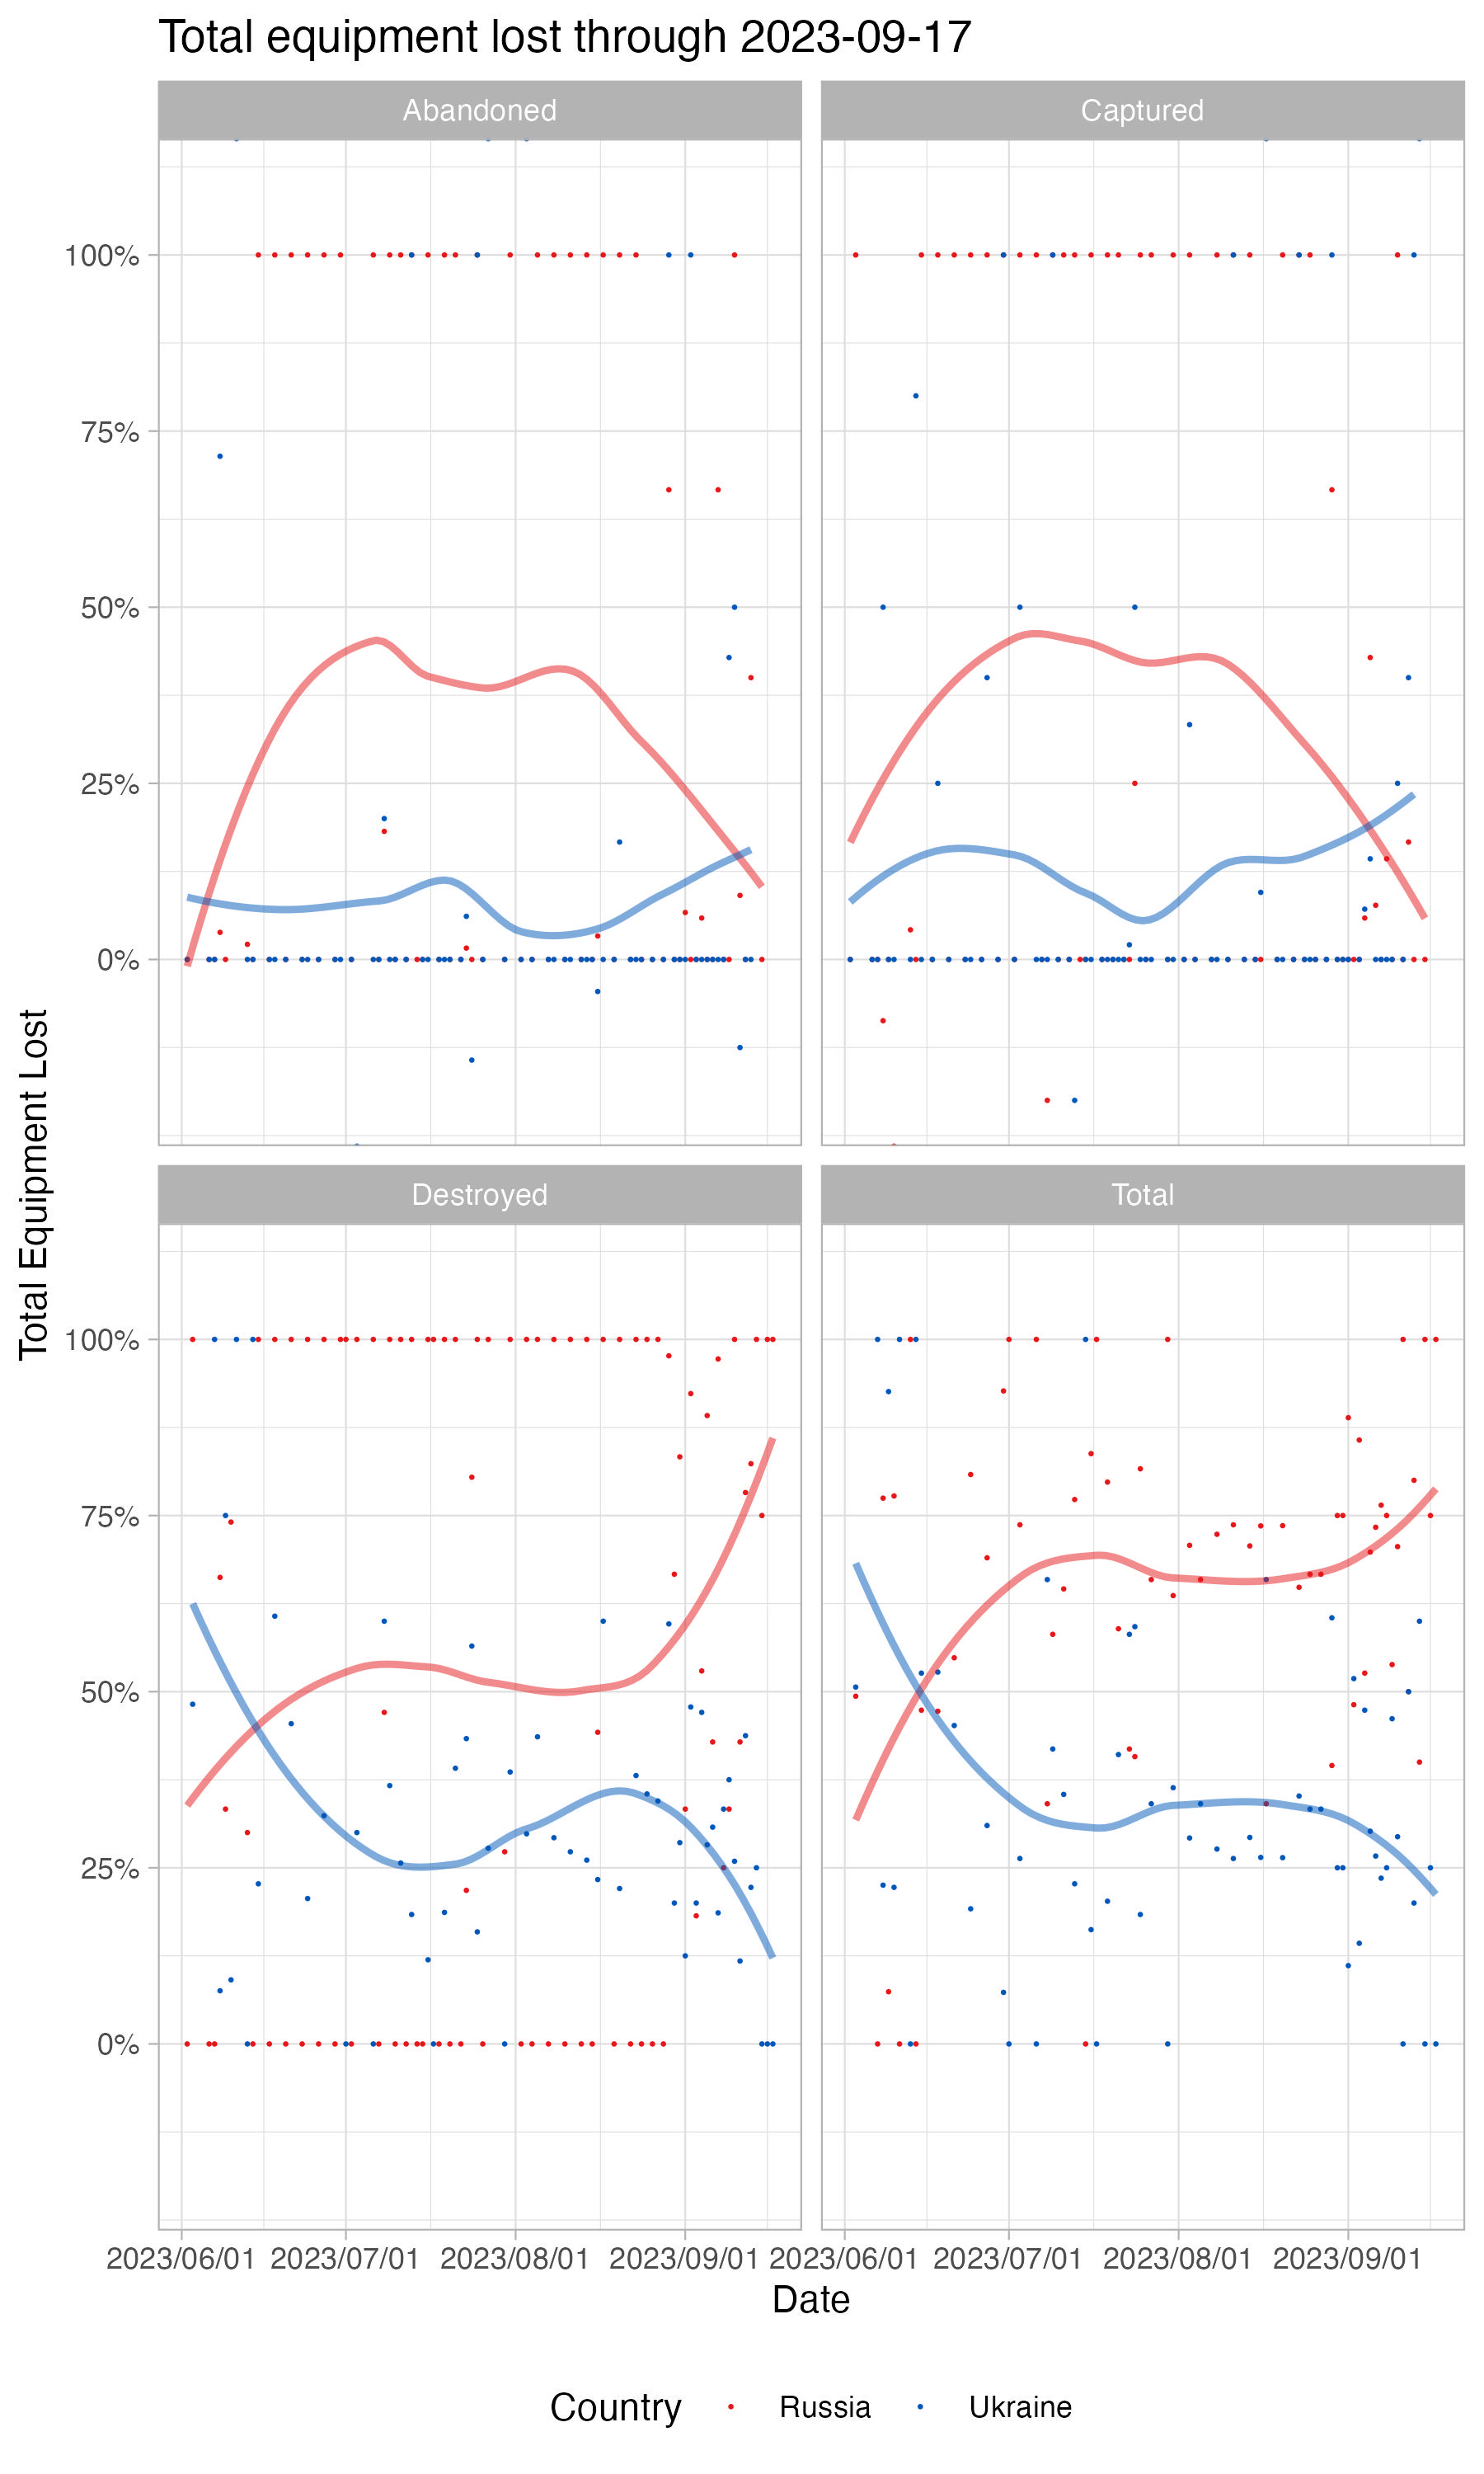 Total equipment lost through 2023-09-17
Abandoned
Captured
100%
75%
50%
25%
0%
Destroyed
Total
100%
75%
50%
25%
0%
Total Equipment Lost
2023/06/01 2023/07/01 2023/08/01 2023/09/01 2023/06/01 2023/07/01 2023/08/01 2023/09/01
Date
Country Russia Ukraine